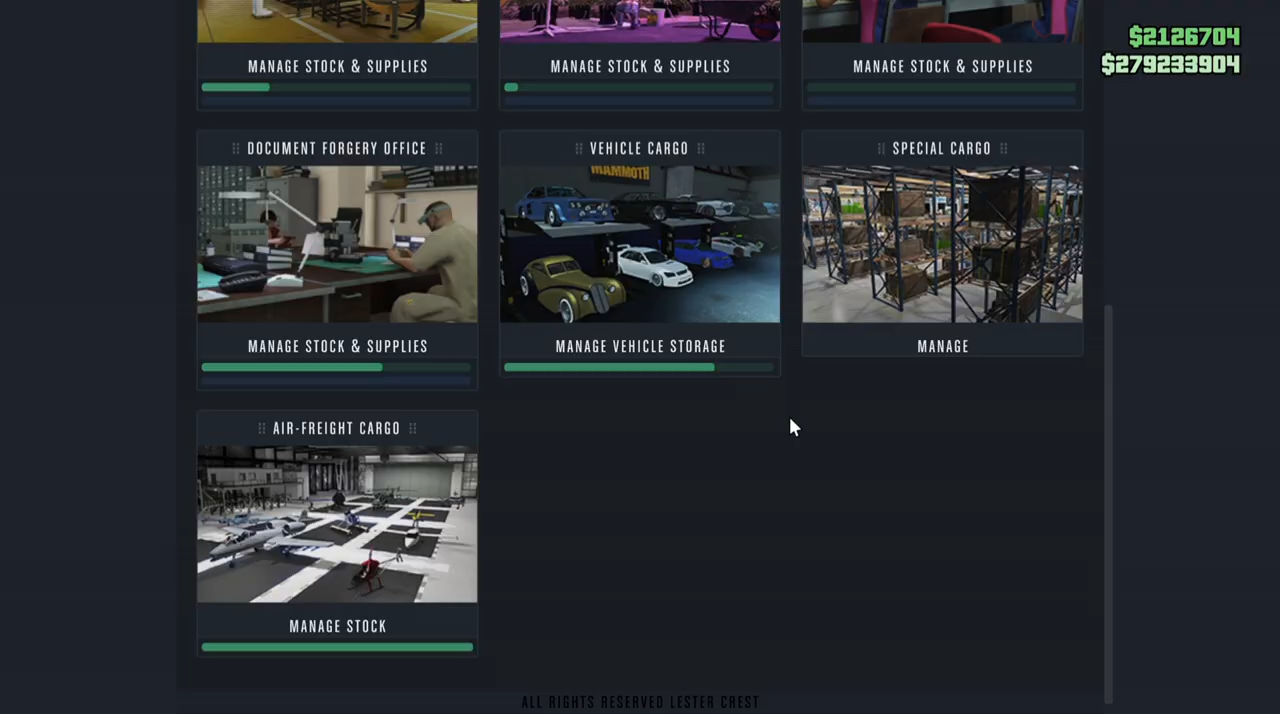 $2126704
$279233904
MANAGE STOCK & SUPPLIES
MANAGE STOCK & SUPPLIES
MANAGE STOCK & SUPPLIES
DOCUMENT FORGERY OFFICE
VEHICLE CARGO
SPECIAL CARGO
MAMMOTH
MANAGE STOCK & SUPPLIES
MANAGE VEHICLE STORAGE
MANAGE
AIR-FREIGHT CARGO
MANAGE STOCK
ALL RIGHTS RESERVED LESTER CREST